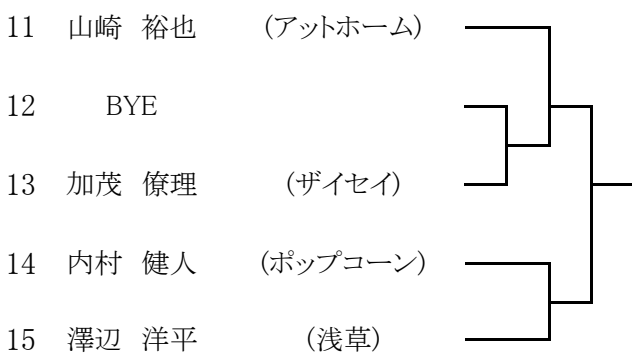 11 山崎 裕也 (アットホーム)
12 BYE
13 加茂 僚理 (ザイセイ)
14 内村 健人 (ポップコーン)
15 澤辺 洋平 (浅草)